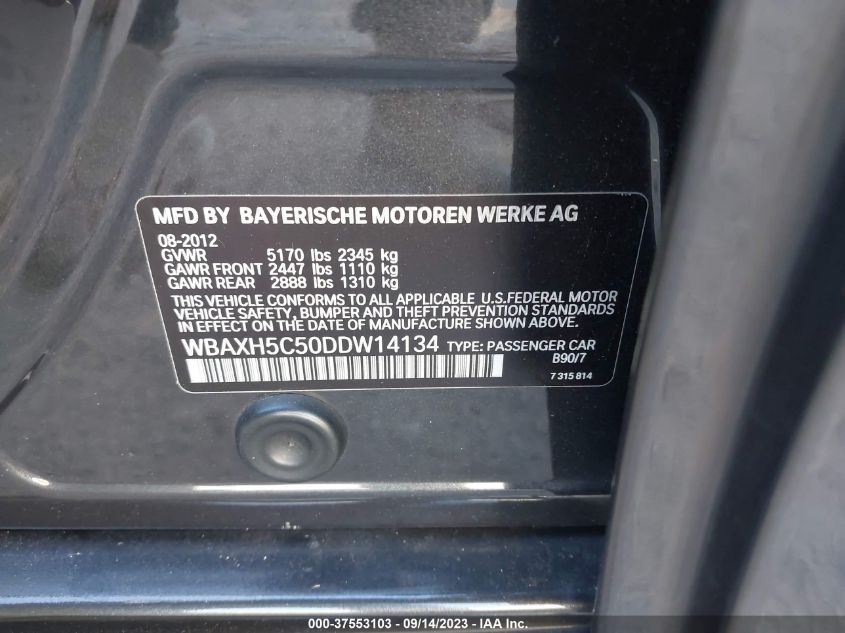 MFD BY BAYERISCHE MOTOREN WERKE AG
08-2012
GVWR 5170 lbs 2345 kg
GAWR FRONT 2447 lbs 1110 kg
GAWR REAR 2888 lbs 1310 kg
THIS VEHICLE CONFORMS TO ALL APPLICABLE U.S.FEDERAL MOTOR
VEHICLE SAFETY, BUMPER AND THEFT PREVENTION STANDARDS
IN EFFECT ON THE DATE OF MANUFACTURE SHOWN ABOVE.
WBAXH5C50DDW14134 TYPE: PASSENGER CAR
B90/7
7 315 814
000-37553103 - 09/14/2023 - IAA Inc.